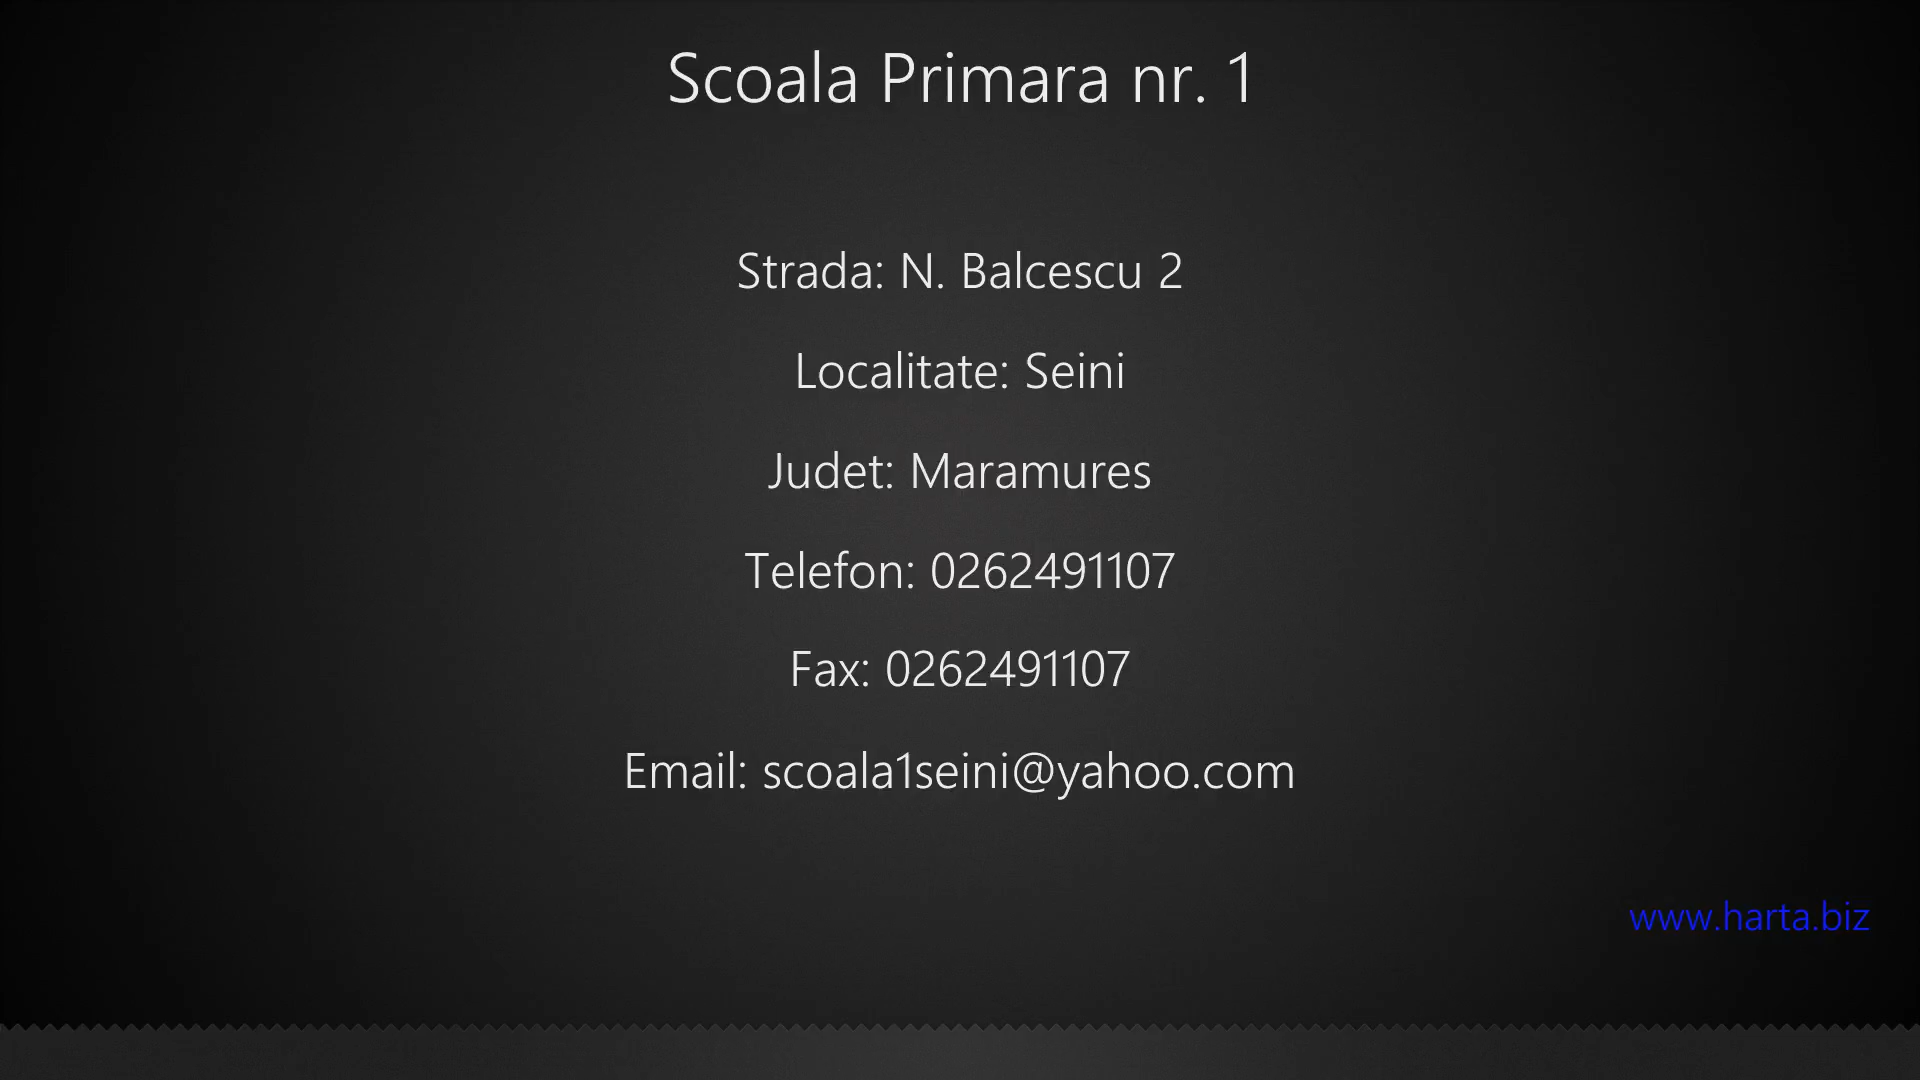 Scoala Primara nr. 1
Strada: N. Balcescu 2
Localitate: Seini
Judet: Maramures
Telefon: 0262491107
Fax: 0262491107
Email: scoala1seini@yahoo.com
www.harta.biz